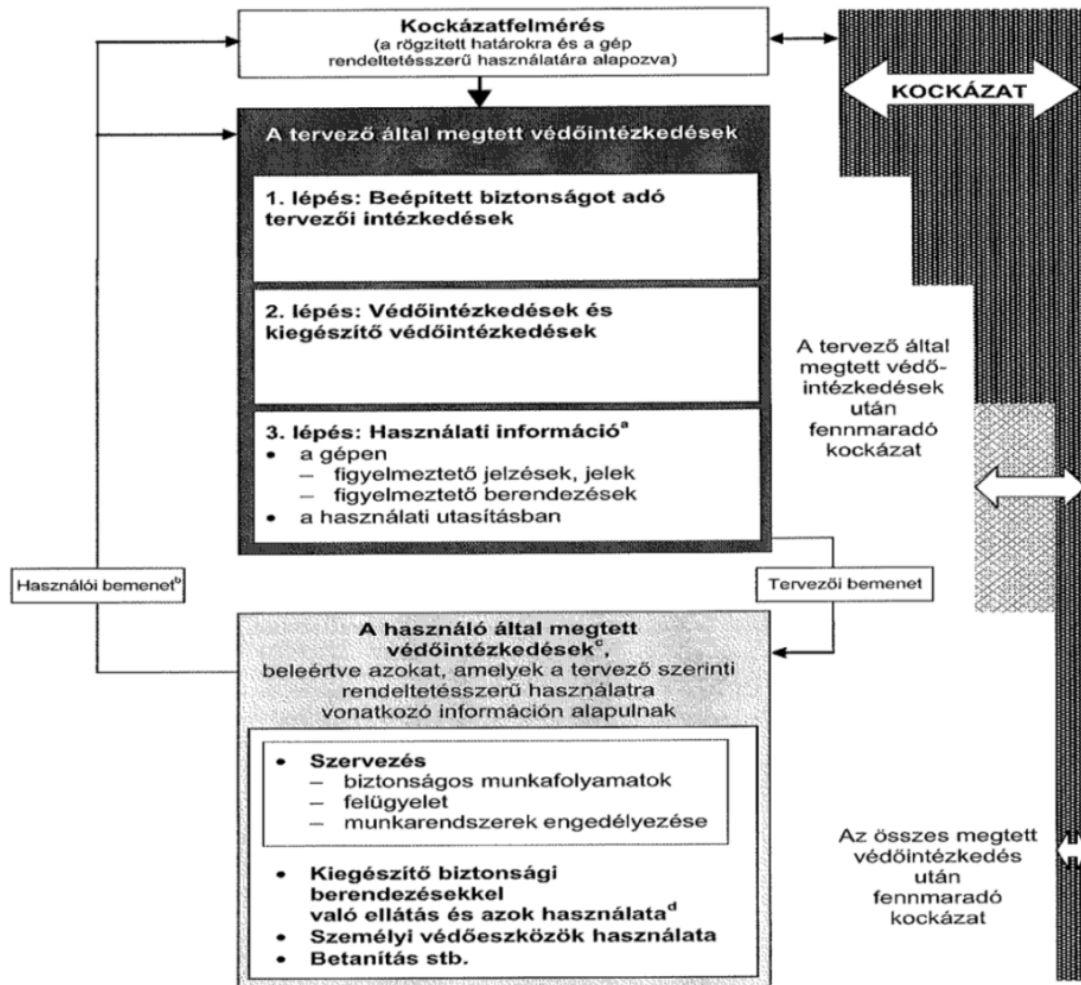 Kockázatfelmérés
(a rögzített határokra és a gép
rendeltetésszerű használatára alapozva)
KOCKÁZAT
A tervező által megtett védőintézkedések
1. lépés: Beépített biztonságot adó
tervezői intézkedések
2. lépés: Védőintézkedések és
kiegészítő védőintézkedések
3. lépés: Használati információᵃ
• a gépen
– figyelmeztető jelzések, jelek
– figyelmeztető berendezések
• a használati utasításban
A tervező által
megtett védő-
intézkedések
után
fennmaradó
kockázat
Használói bemenetᵇ
Tervezői bemenet
A használó által megtett
védőintézkedésekᶜ,
beleértve azokat, amelyek a tervező szerinti
rendeltetésszerű használatra
vonatkozó információn alapulnak
• Szervezés
– biztonságos munkafolyamatok
– felügyelet
– munkarendszerek engedélyezése
• Kiegészítő biztonsági
berendezésekkel
való ellátás és azok használataᵈ
• Személyi védőeszközök használata
• Betanítás stb.
Az összes megtett
védőintézkedés
után
fennmaradó
kockázat